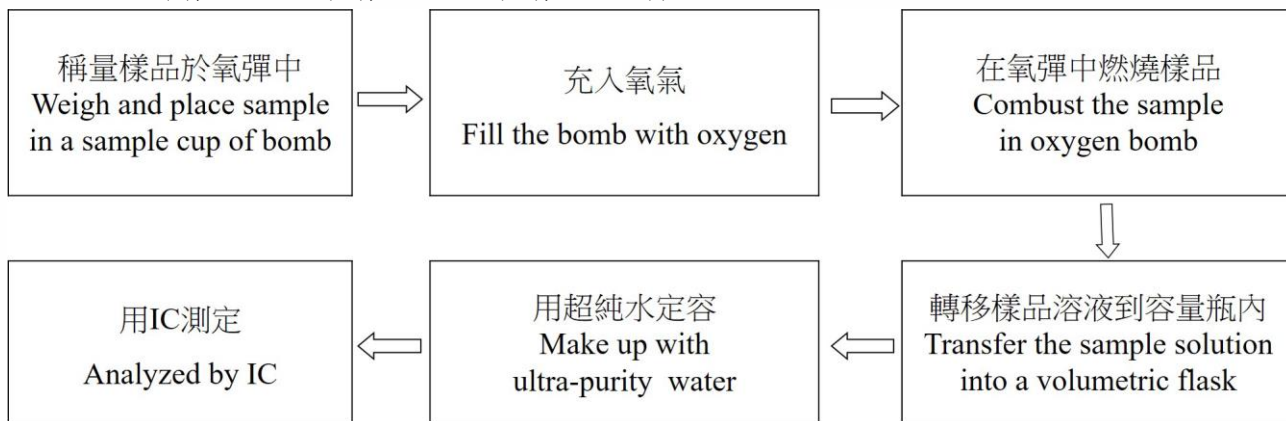 稱量樣品於氧彈中
Weigh and place sample
in a sample cup of bomb
充入氧氣
Fill the bomb with oxygen
在氧彈中燃燒樣品
Combust the sample
in oxygen bomb
轉移樣品溶液到容量瓶內
Transfer the sample solution
into a volumetric flask
用超純水定容
Make up with
ultra-purity water
用IC測定
Analyzed by IC